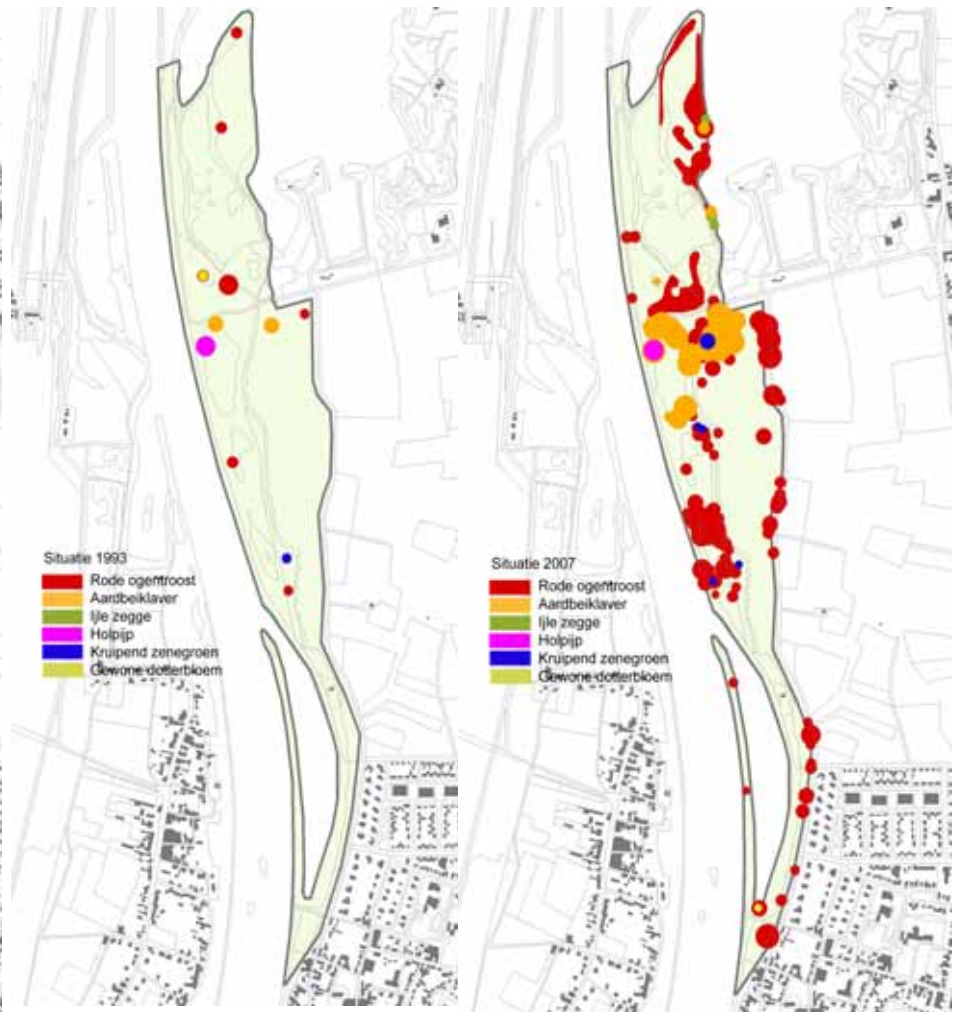 Situatie 1993
Rode ogentroost
Aardbeiklaver
Ijle zegge
Holpijp
Kruipend zenegroen
Gewone dotterbloem
Situatie 2007
Rode ogentroost
Aardbeiklaver
Ijle zegge
Holpijp
Kruipend zenegroen
Gewone dotterbloem